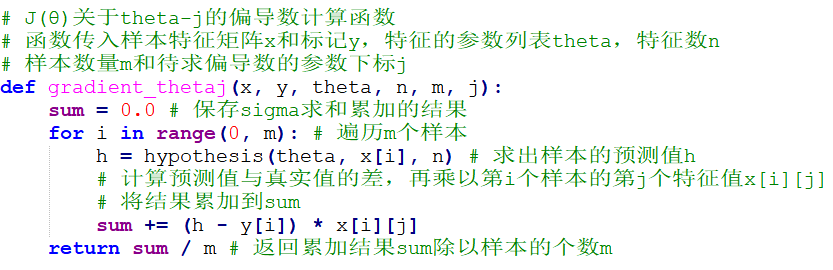 # J(θ)关于theta-j的偏导数计算函数
# 函数传入样本特征矩阵x和标记y，特征的参数列表theta，特征数n
# 样本数量m和待求偏导数的参数下标j
def gradient_thetaj(x, y, theta, n, m, j):
    sum = 0.0 # 保存sigma求和累加的结果
    for i in range(0, m): # 遍历m个样本
        h = hypothesis(theta, x[i], n) # 求出样本的预测值h
        # 计算预测值与真实值的差，再乘以第i个样本的第j个特征值x[i][j]
        # 将结果累加到sum
        sum += (h - y[i]) * x[i][j]
    return sum / m # 返回累加结果sum除以样本的个数m